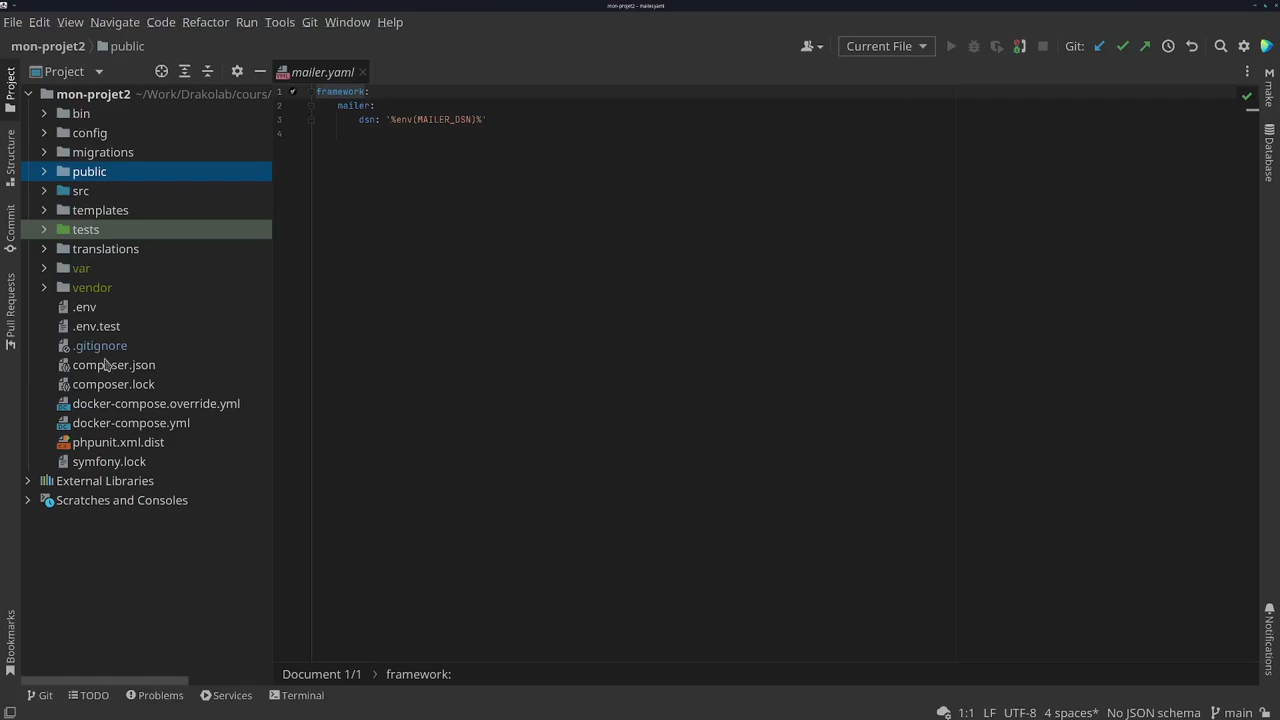 mon-projet2 – mailer.yaml
File Edit View Navigate Code Refactor Run Tools Git Window Help
mon-projet2 public
Current File
Git:
Project
mailer.yaml
mon-projet2 ~/Work/Drakolab/cours/
bin
config
migrations
public
src
templates
tests
translations
var
vendor
.env
.env.test
.gitignore
composer.json
composer.lock
docker-compose.override.yml
docker-compose.yml
phpunit.xml.dist
symfony.lock
External Libraries
Scratches and Consoles
1 framework:
2 mailer:
3 dsn: '%env(MAILER_DSN)%'
4
Project
Structure
Commit
Pull Requests
Bookmarks
make
Database
Notifications
Document 1/1 framework:
Git TODO Problems Services Terminal
1:1 LF UTF-8 4 spaces* No JSON schema main